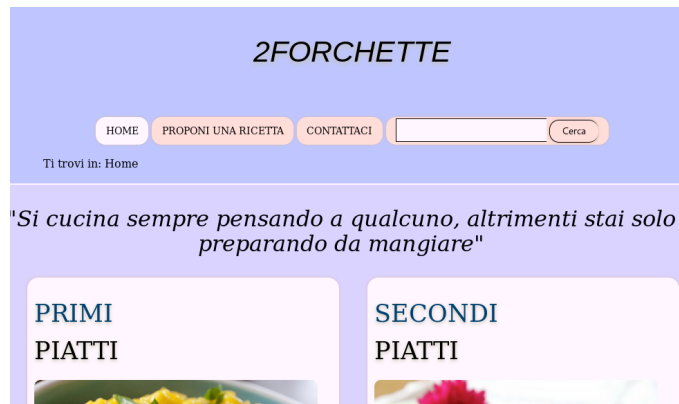 2FORCHETTE
HOME PROPONI UNA RICETTA CONTATTACI Cerca
Ti trovi in: Home
"Si cucina sempre pensando a qualcuno, altrimenti stai solo
preparando da mangiare"
PRIMI
PIATTI
SECONDI
PIATTI